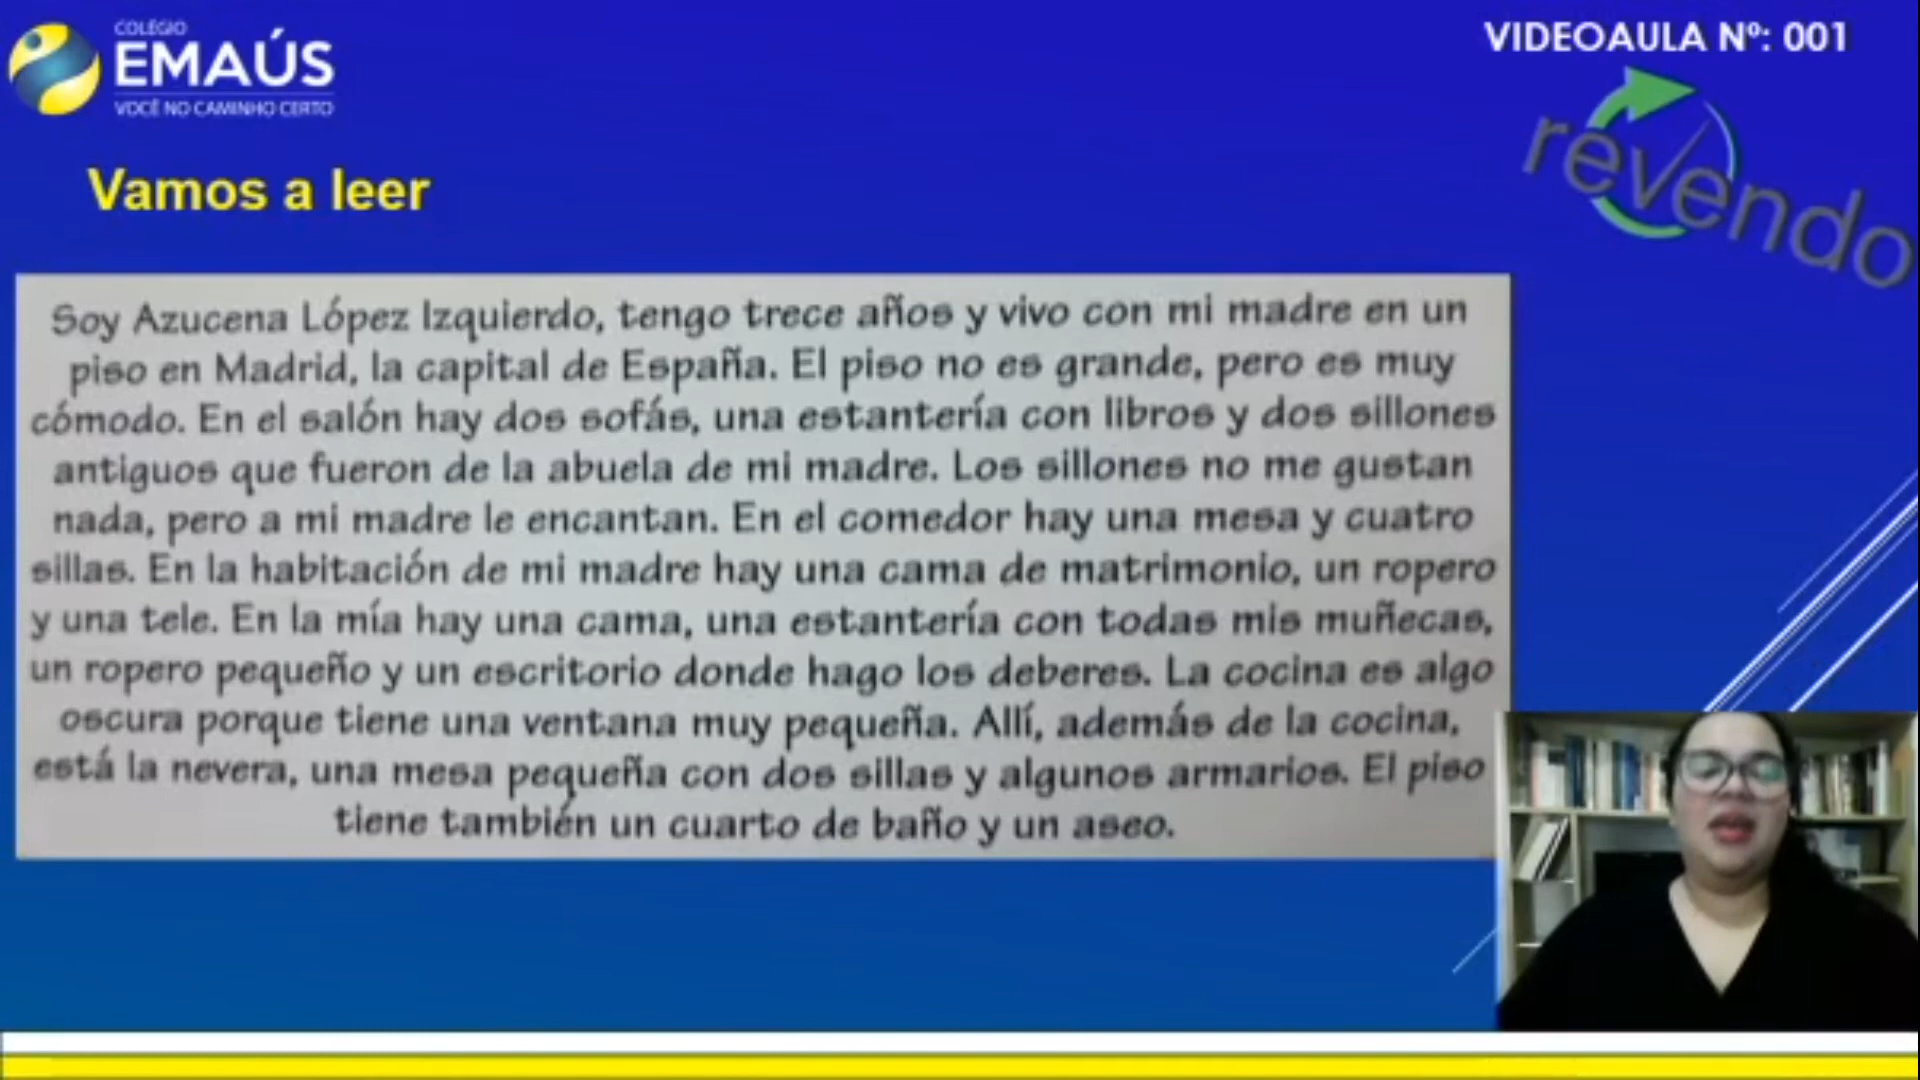 COLÉGIO
EMAÚS
VOCÊ NO CAMINHO CERTO
VIDEOAULA Nº: 001
revendo
Vamos a leer
Soy Azucena López Izquierdo, tengo trece años y vivo con mi madre en un
piso en Madrid, la capital de España. El piso no es grande, pero es muy
cómodo. En el salón hay dos sofás, una estantería con libros y dos sillones
antiguos que fueron de la abuela de mi madre. Los sillones no me gustan
nada, pero a mi madre le encantan. En el comedor hay una mesa y cuatro
sillas. En la habitación de mi madre hay una cama de matrimonio, un ropero
y una tele. En la mía hay una cama, una estantería con todas mis muñecas,
un ropero pequeño y un escritorio donde hago los deberes. La cocina es algo
oscura porque tiene una ventana muy pequeña. Allí, además de la cocina,
está la nevera, una mesa pequeña con dos sillas y algunos armarios. El piso
tiene también un cuarto de baño y un aseo.